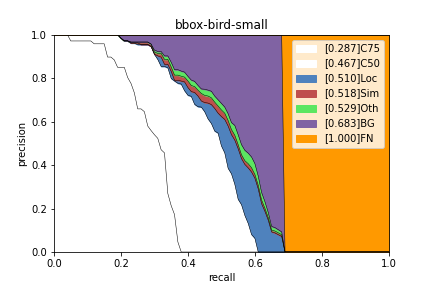 bbox-bird-small
1.0
0.8
0.6
0.4
0.2
0.0
precision
[0.287]C75
[0.467]C50
[0.510]Loc
[0.518]Sim
[0.529]Oth
[0.683]BG
[1.000]FN
0.0 0.2 0.4 0.6 0.8 1.0
recall